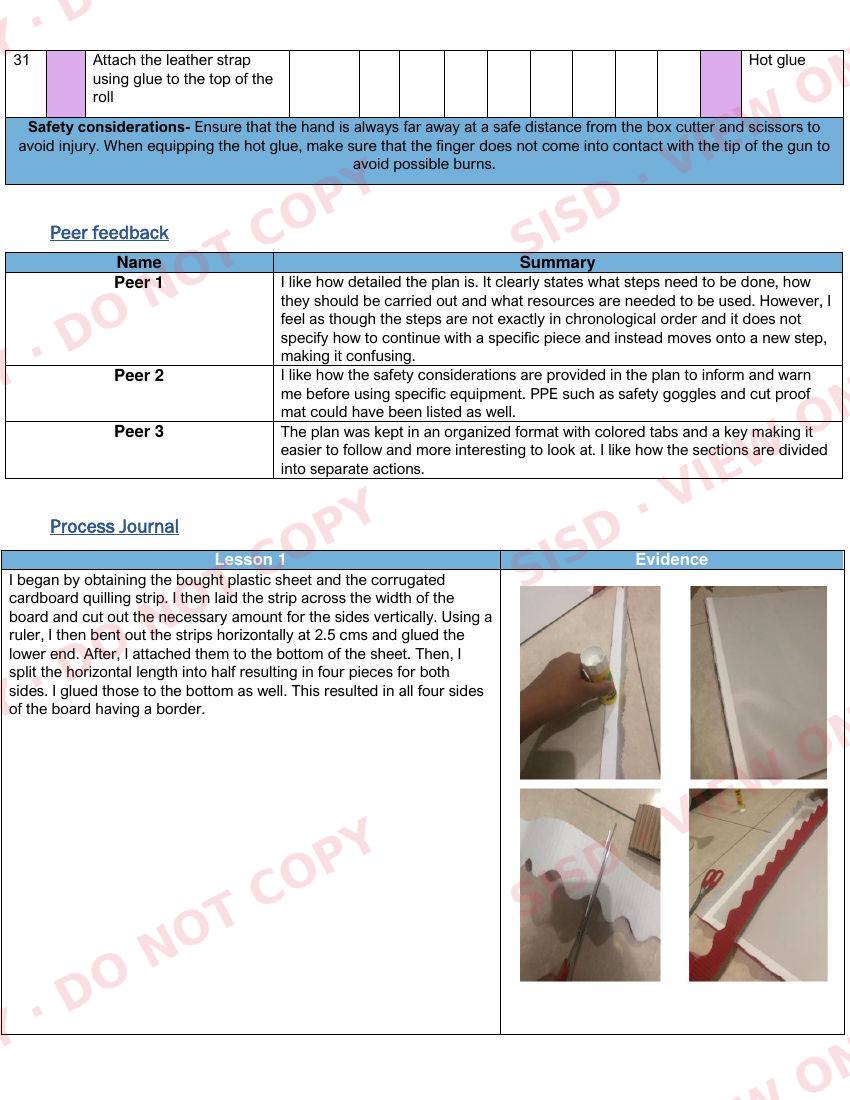 31
Attach the leather strap
using glue to the top of the
roll
Hot glue
Safety considerations- Ensure that the hand is always far away at a safe distance from the box cutter and scissors to
avoid injury. When equipping the hot glue, make sure that the finger does not come into contact with the tip of the gun to
avoid possible burns.
Peer feedback
Name Summary
Peer 1
I like how detailed the plan is. It clearly states what steps need to be done, how
they should be carried out and what resources are needed to be used. However, I
feel as though the steps are not exactly in chronological order and it does not
specify how to continue with a specific piece and instead moves onto a new step,
making it confusing.
Peer 2
I like how the safety considerations are provided in the plan to inform and warn
me before using specific equipment. PPE such as safety goggles and cut proof
mat could have been listed as well.
Peer 3
The plan was kept in an organized format with colored tabs and a key making it
easier to follow and more interesting to look at. I like how the sections are divided
into separate actions.
Process Journal
Lesson 1 Evidence
I began by obtaining the bought plastic sheet and the corrugated
cardboard quilling strip. I then laid the strip across the width of the
board and cut out the necessary amount for the sides vertically. Using a
ruler, I then bent out the strips horizontally at 2.5 cms and glued the
lower end. After, I attached them to the bottom of the sheet. Then, I
split the horizontal length into half resulting in four pieces for both
sides. I glued those to the bottom as well. This resulted in all four sides
of the board having a border.
Y · DO NOT COPY
SISD · VIEW ON
Y · DO NOT COPY
SISD · VIEW ON
Y · DO NOT COPY
SISD · VIEW ON